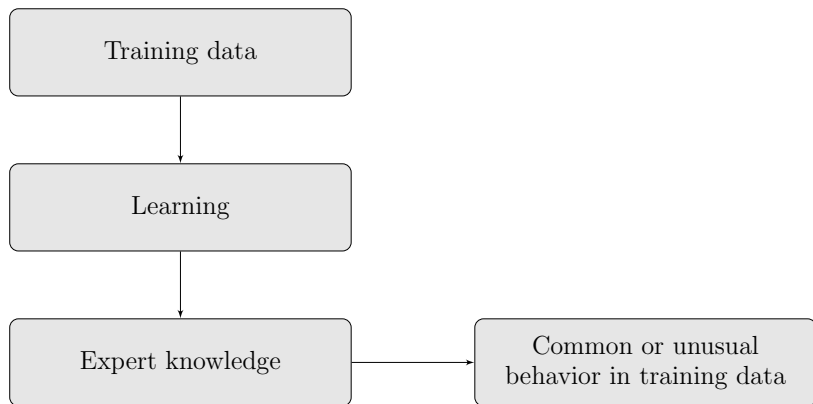 Training data
Learning
Expert knowledge
Common or unusual
behavior in training data